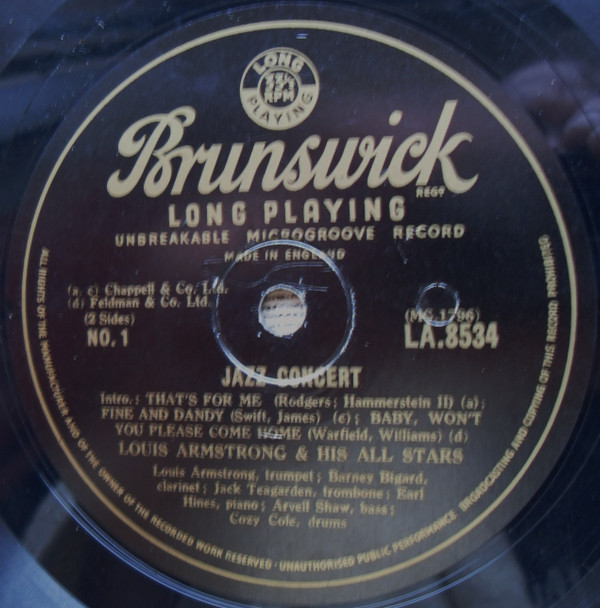 LONG
33⅓
RPM
PLAYING
Brunswick
REGD
LONG PLAYING
UNBREAKABLE MICROGROOVE RECORD
MADE IN ENGLAND
(a, c) Chappell & Co. Ltd.
(d) Feldman & Co. Ltd.
(2 Sides)
NO. 1
(MG.1796)
LA.8534
JAZZ CONCERT
Intro.: THAT'S FOR ME (Rodgers; Hammerstein II) (a);
FINE AND DANDY (Swift, James) (c); BABY, WON'T
YOU PLEASE COME HOME (Warfield, Williams) (d)
LOUIS ARMSTRONG & HIS ALL STARS
Louis Armstrong, trumpet; Barney Bigard,
clarinet; Jack Teagarden, trombone; Earl
Hines, piano; Arvell Shaw, bass;
Cozy Cole, drums
ALL RIGHTS OF THE MANUFACTURER AND OF THE OWNER OF THE RECORDED WORK RESERVED · UNAUTHORISED PUBLIC PERFORMANCE BROADCASTING AND COPYING OF THIS RECORD PROHIBITED